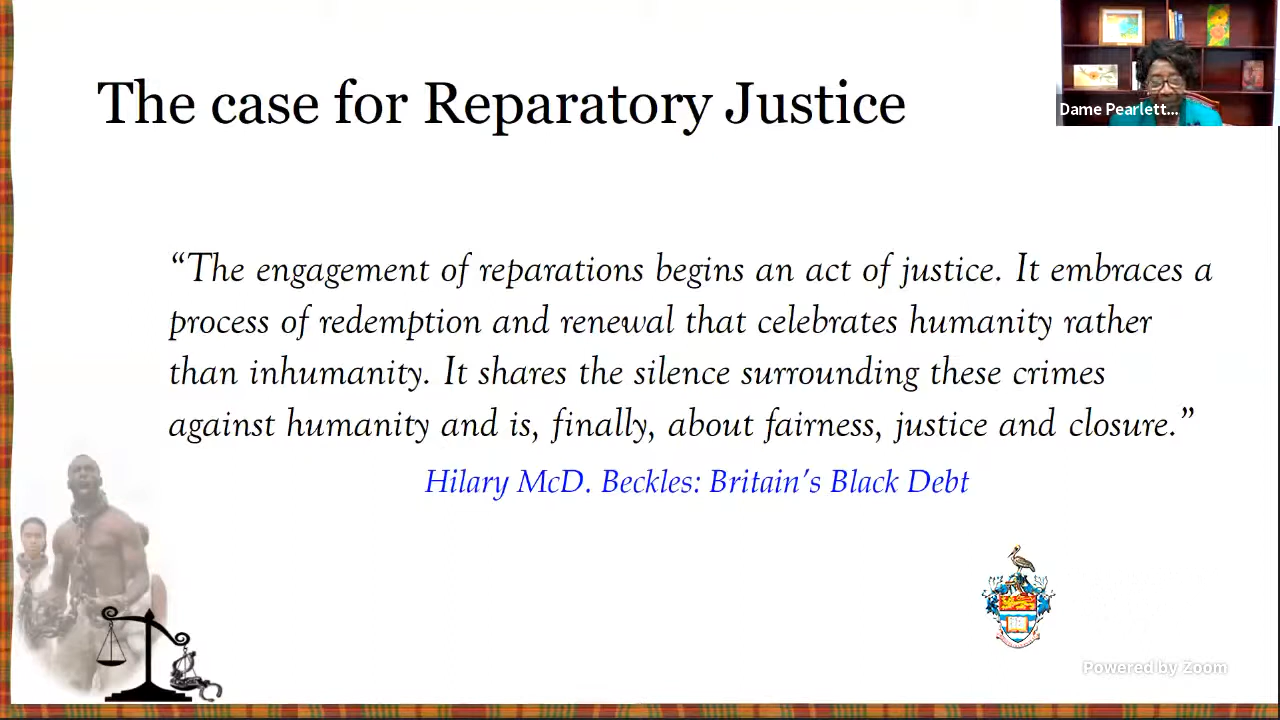 The case for Reparatory Justice
Dame Pearlett...
“The engagement of reparations begins an act of justice. It embraces a
process of redemption and renewal that celebrates humanity rather
than inhumanity. It shares the silence surrounding these crimes
against humanity and is, finally, about fairness, justice and closure.”
Hilary McD. Beckles: Britain’s Black Debt
Powered by Zoom